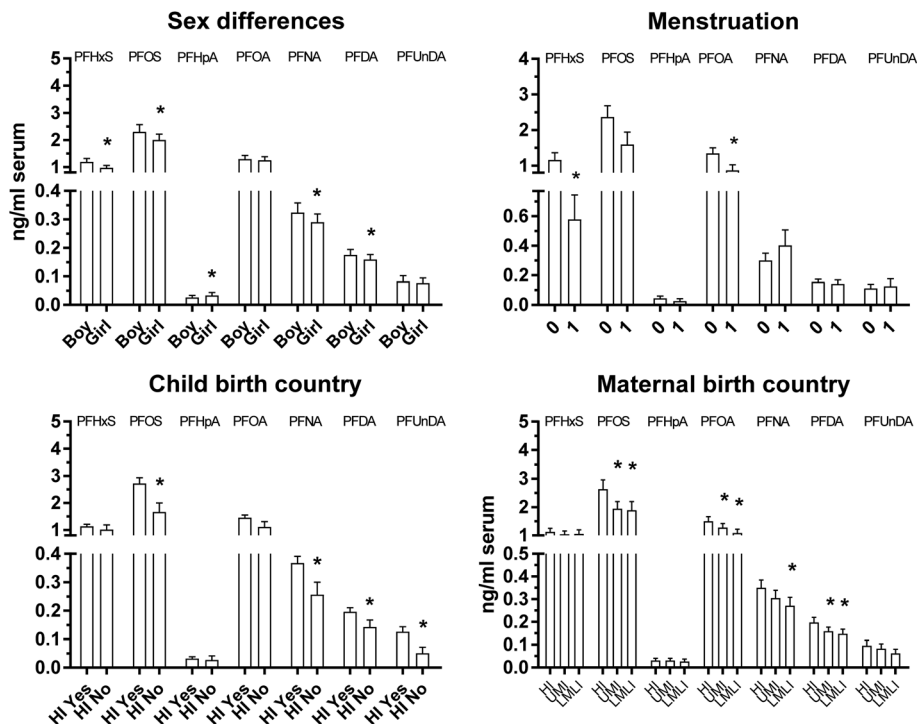 Sex differences
PFHxS PFOS PFHpA PFOA PFNA PFDA PFUnDA
ng/ml serum
5
4
3
2
1
0.4
0.3
0.2
0.1
0.0
* * * * *
Boy Girl Boy Girl Boy Girl Boy Girl Boy Girl Boy Girl Boy Girl
Menstruation
PFHxS PFOS PFHpA PFOA PFNA PFDA PFUnDA
4
3
2
1
0.6
0.4
0.2
0.0
* *
0 1 0 1 0 1 0 1 0 1 0 1 0 1
Child birth country
PFHxS PFOS PFHpA PFOA PFNA PFDA PFUnDA
5
4
3
2
1
0.4
0.3
0.2
0.1
0.0
* * * *
HI Yes HI No HI Yes HI No HI Yes HI No HI Yes HI No HI Yes HI No HI Yes HI No HI Yes HI No
Maternal birth country
PFHxS PFOS PFHpA PFOA PFNA PFDA PFUnDA
ng/ml serum
5
4
3
2
1
0.5
0.4
0.3
0.2
0.1
0.0
* * * * * * *
HI UMI LMLI HI UMI LMLI HI UMI LMLI HI UMI LMLI HI UMI LMLI HI UMI LMLI HI UMI LMLI